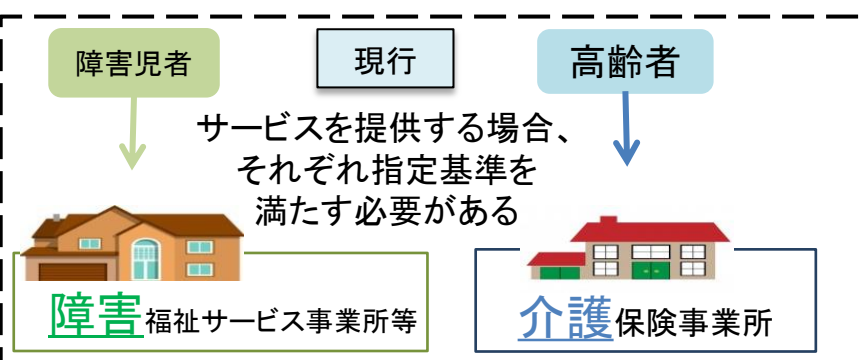 障害児者
現行
高齢者
サービスを提供する場合、
それぞれ指定基準を
満たす必要がある
障害福祉サービス事業所等
介護保険事業所